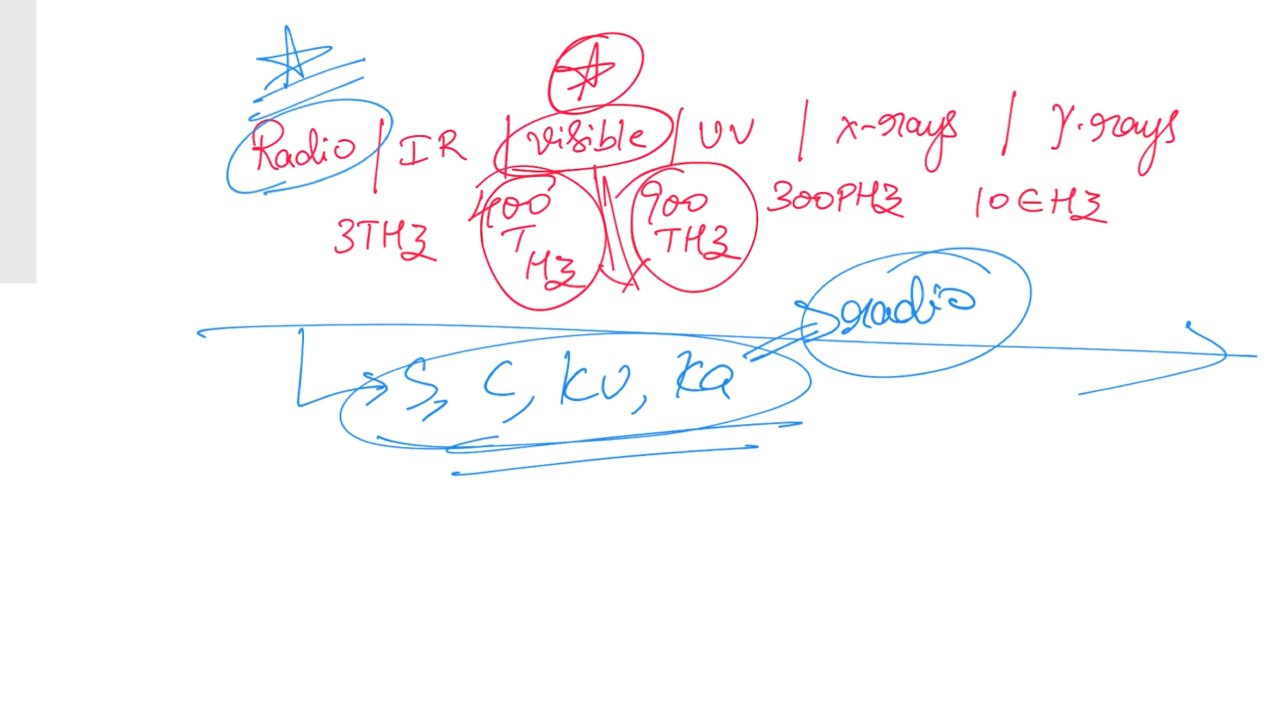 Radio | IR | visible | UV | x-rays | γ-rays
3THz 400 THz 900 THz 300PHz 10EHz
radio
S, C, KU, Ka